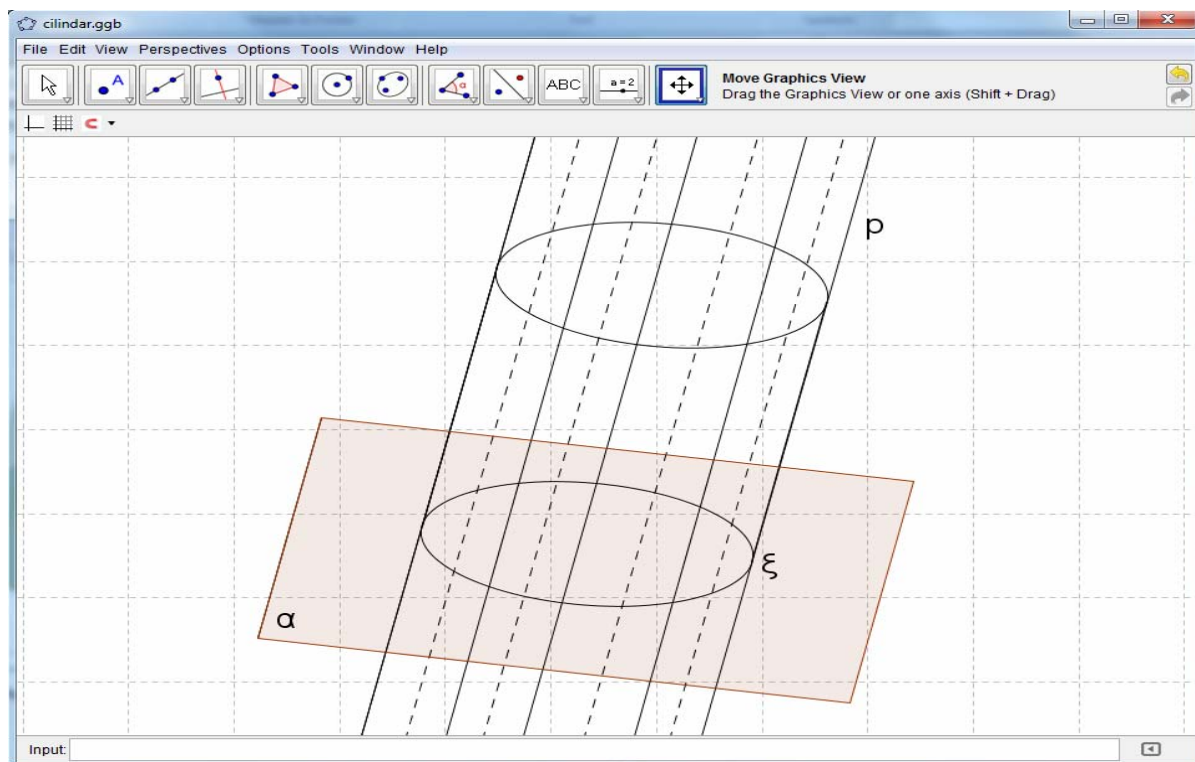 cilindar.ggb
File Edit View Perspectives Options Tools Window Help
A
α
ABC
a=2
Move Graphics View
Drag the Graphics View or one axis (Shift + Drag)
p
ξ
α
Input: